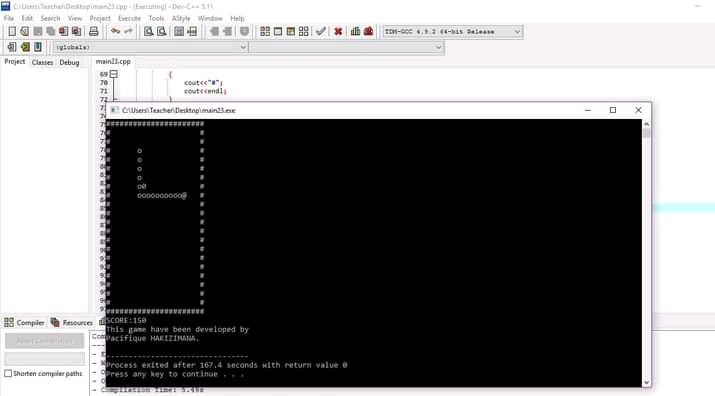 C:\Users\Teacher\Desktop\main23.cpp - [Executing] - Dev-C++ 5.11
File Edit Search View Project Execute Tools AStyle Window Help
TDM-GCC 4.9.2 64-bit Release
(globals)
Project Classes Debug
main23.cpp
69 {
70 cout<<"#";
71 cout<<endl;
72 }
C:\Users\Teacher\Desktop\main23.exe
######################
# #
# #
# o #
# o #
# o #
# o #
# o0 #
# oooooooooo@ #
# #
# #
# #
# #
# #
# #
# #
# #
# #
# #
# #
# #
######################
SCORE:150
This game have been developed by
Pacifique HAKIZIMANA.
--------------------------------
Process exited after 167.4 seconds with return value 0
Press any key to continue . . .
Compiler Resources
Abort Compilation
Shorten compiler paths
- Compilation Time: 5.48s